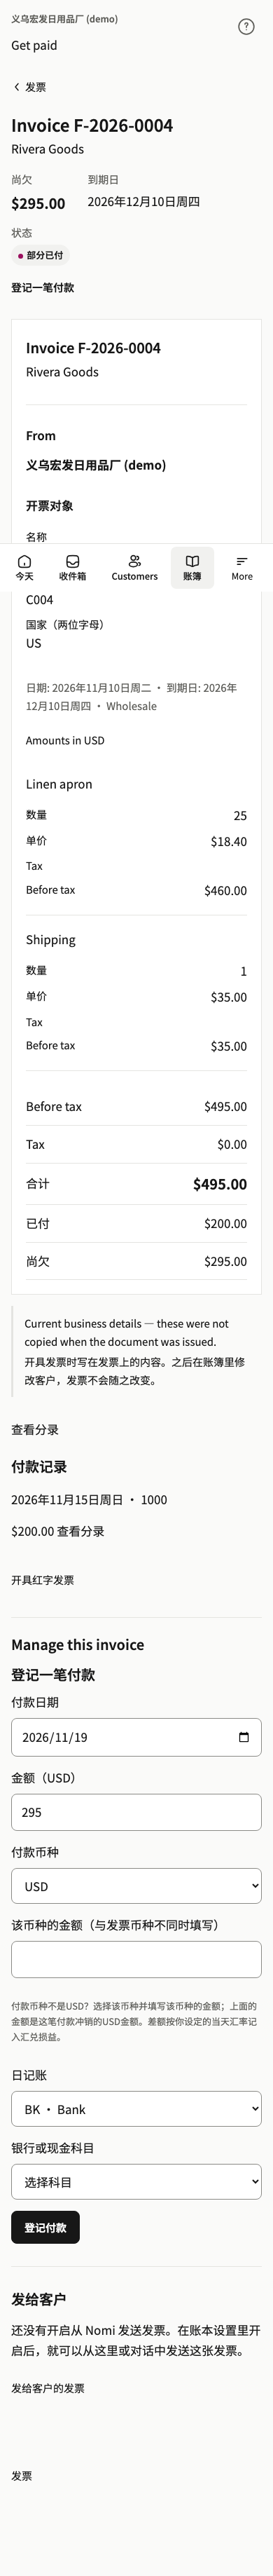 义乌宏发日用品厂 (demo)
Get paid
?
发票
Invoice F-2026-0004
Rivera Goods
尚欠
到期日
$295.00
2026年12月10日周四
状态
部分已付
登记一笔付款
Invoice F-2026-0004
Rivera Goods
From
义乌宏发日用品厂 (demo)
开票对象
名称
今天
收件箱
Customers
账簿
More
C004
国家（两位字母）
US
日期: 2026年11月10日周二 · 到期日: 2026年
12月10日周四 · Wholesale
Amounts in USD
Linen apron
数量 25
单价 $18.40
Tax
Before tax $460.00
Shipping
数量 1
单价 $35.00
Tax
Before tax $35.00
Before tax $495.00
Tax $0.00
合计 $495.00
已付 $200.00
尚欠 $295.00
Current business details — these were not
copied when the document was issued.
开具发票时写在发票上的内容。之后在账簿里修
改客户，发票不会随之改变。
查看分录
付款记录
2026年11月15日周日 · 1000
$200.00 查看分录
开具红字发票
Manage this invoice
登记一笔付款
付款日期
2026/11/19
金额（USD）
295
付款币种
USD
该币种的金额（与发票币种不同时填写）
付款币种不是USD？选择该币种并填写该币种的金额；上面的
金额是这笔付款冲销的USD金额。差额按你设定的当天汇率记
入汇兑损益。
日记账
BK · Bank
银行或现金科目
选择科目
登记付款
发给客户
还没有开启从 Nomi 发送发票。在账本设置里开
启后，就可以从这里或对话中发送这张发票。
发给客户的发票
发票